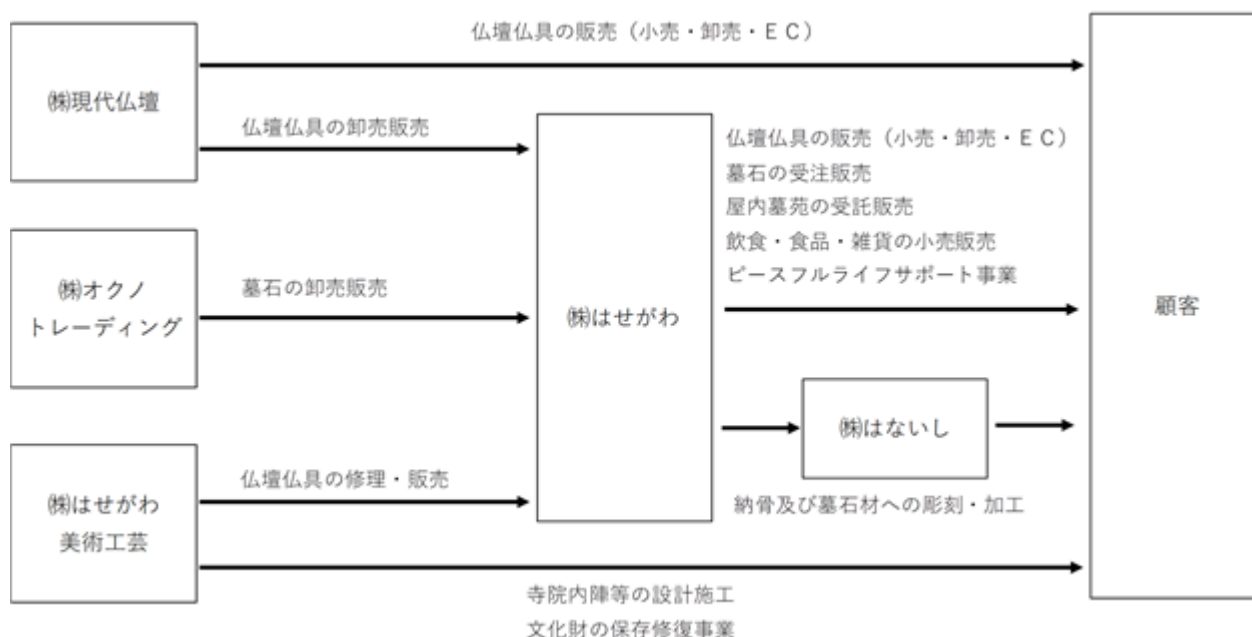 仏壇仏具の販売（小売・卸売・ＥＣ）
㈱現代仏壇
仏壇仏具の卸売販売
仏壇仏具の販売（小売・卸売・ＥＣ）
墓石の受注販売
屋内墓苑の受託販売
飲食・食品・雑貨の小売販売
ピースフルライフサポート事業
㈱オクノ
トレーディング
墓石の卸売販売
㈱はせがわ
顧客
㈱はないし
納骨及び墓石材への彫刻・加工
㈱はせがわ
美術工芸
仏壇仏具の修理・販売
寺院内陣等の設計施工
文化財の保存修復事業